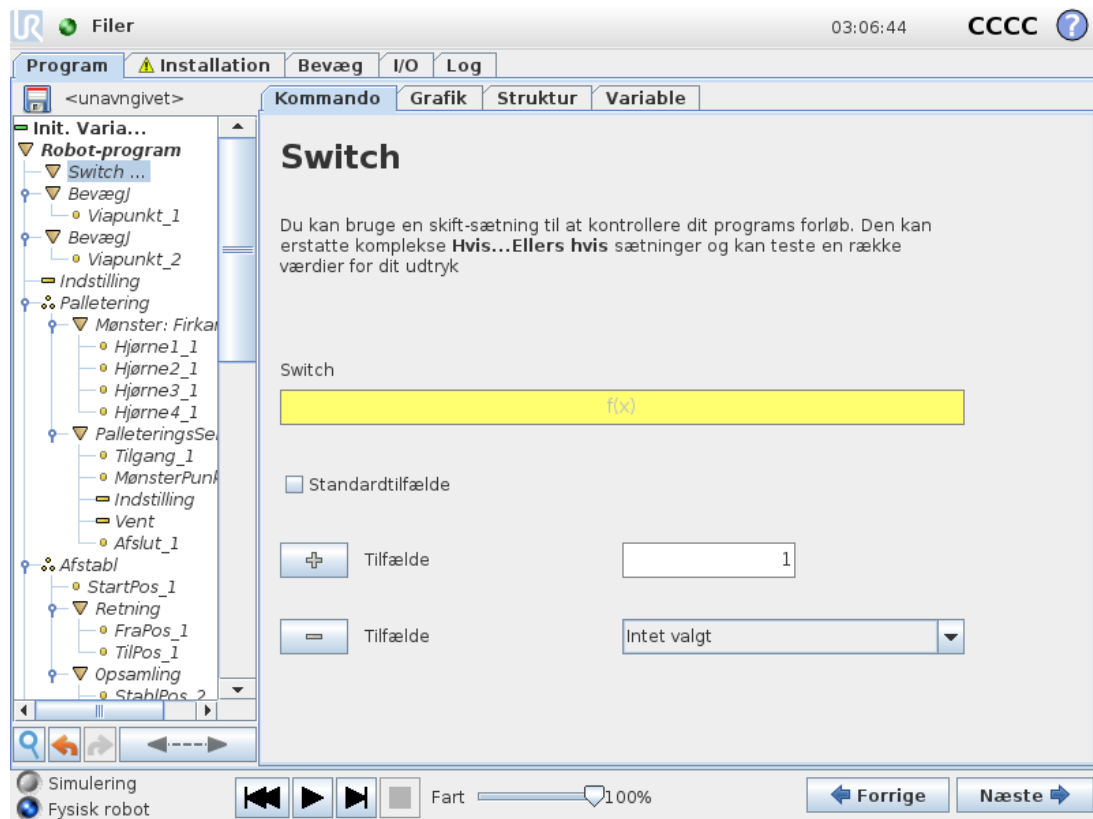 UR Filer 03:06:44 CCCC ?
Program Installation Bevæg I/O Log
<unavngivet> Kommando Grafik Struktur Variable
Init. Varia...
Robot-program
Switch ...
BevægJ
Viapunkt_1
BevægJ
Viapunkt_2
Indstilling
Palletering
Mønster: Firkan
Hjørne1_1
Hjørne2_1
Hjørne3_1
Hjørne4_1
PalleteringsSe
Tilgang_1
MønsterPunk
Indstilling
Vent
Afslut_1
Afstabl
StartPos_1
Retning
FraPos_1
TilPos_1
Opsamling
StablPos_2
Switch
Du kan bruge en skift-sætning til at kontrollere dit programs forløb. Den kan
erstatte komplekse Hvis...Ellers hvis sætninger og kan teste en række
værdier for dit udtryk
Switch
f(x)
Standardtilfælde
Tilfælde 1
Tilfælde Intet valgt
Simulering
Fysisk robot
Fart 100%
Forrige Næste